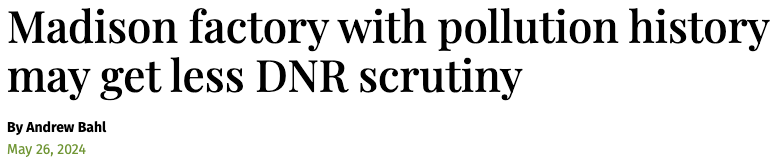 Madison factory with pollution history
may get less DNR scrutiny
By Andrew Bahl
May 26, 2024